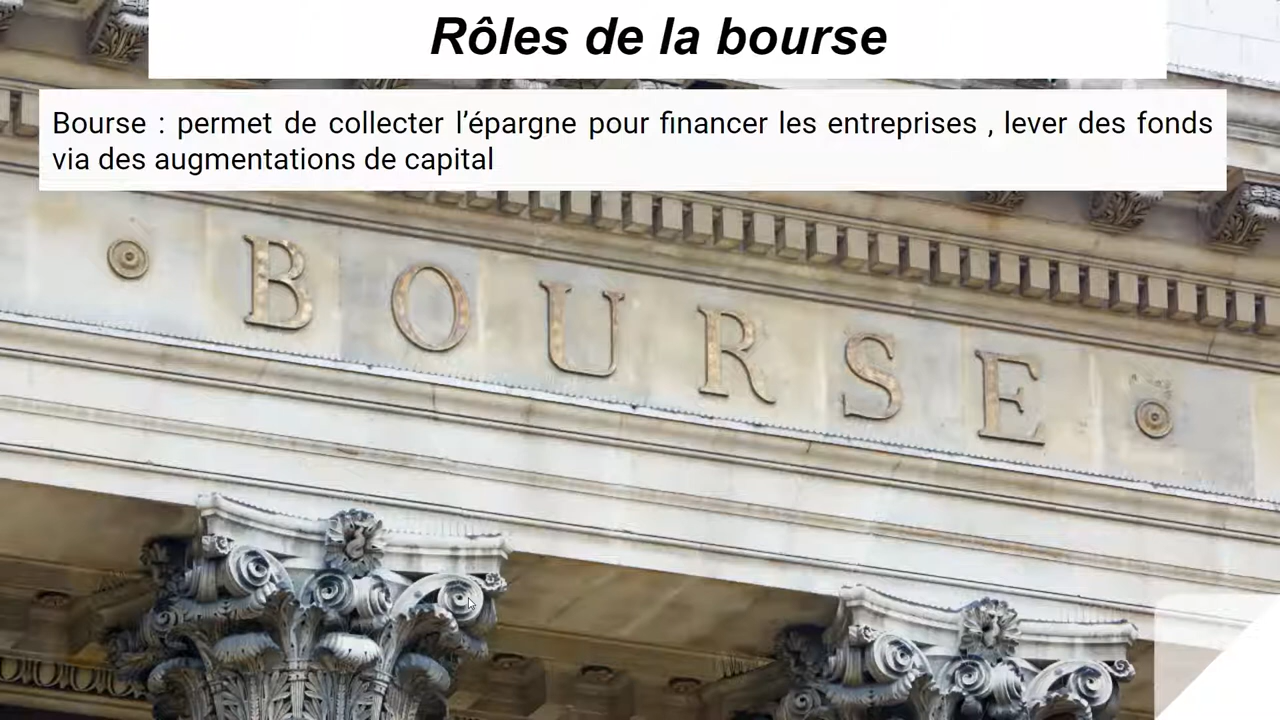 Rôles de la bourse
Bourse : permet de collecter l’épargne pour financer les entreprises , lever des fonds
via des augmentations de capital
BOURSE